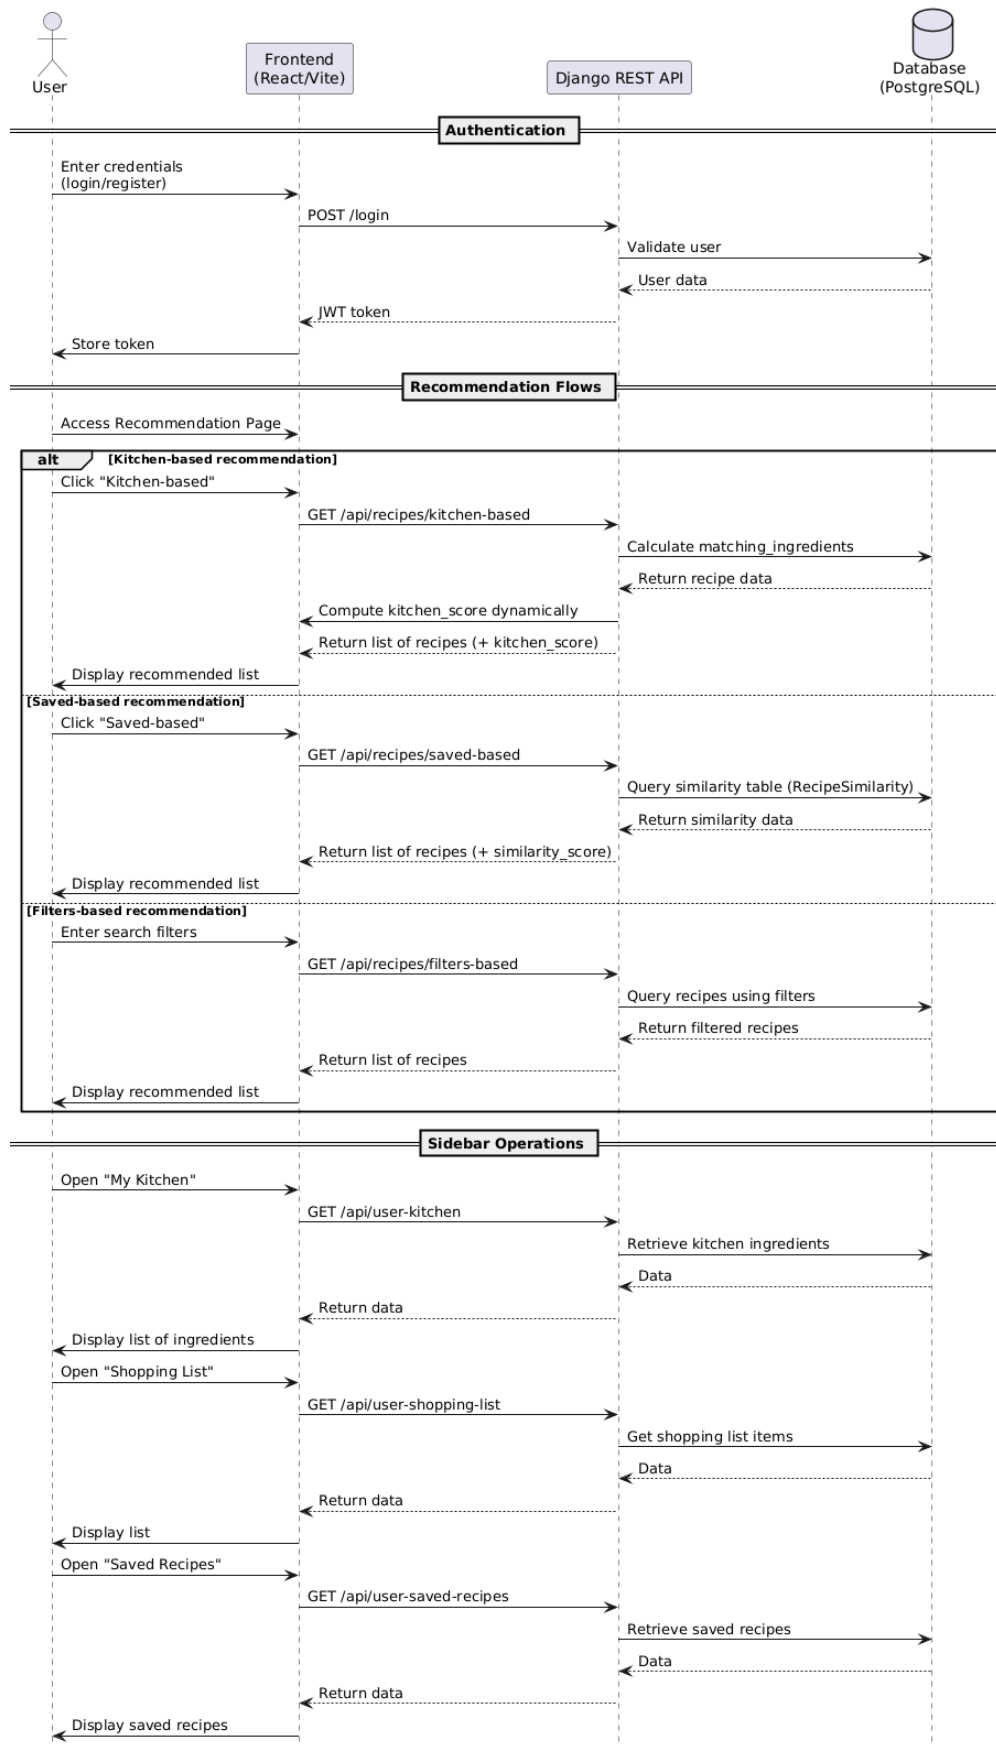 User
Frontend
(React/Vite)
Django REST API
Database
(PostgreSQL)
Authentication
Enter credentials
(login/register)
POST /login
Validate user
User data
JWT token
Store token
Recommendation Flows
Access Recommendation Page
alt [Kitchen-based recommendation]
Click "Kitchen-based"
GET /api/recipes/kitchen-based
Calculate matching_ingredients
Return recipe data
Compute kitchen_score dynamically
Return list of recipes (+ kitchen_score)
Display recommended list
[Saved-based recommendation]
Click "Saved-based"
GET /api/recipes/saved-based
Query similarity table (RecipeSimilarity)
Return similarity data
Return list of recipes (+ similarity_score)
Display recommended list
[Filters-based recommendation]
Enter search filters
GET /api/recipes/filters-based
Query recipes using filters
Return filtered recipes
Return list of recipes
Display recommended list
Sidebar Operations
Open "My Kitchen"
GET /api/user-kitchen
Retrieve kitchen ingredients
Data
Return data
Display list of ingredients
Open "Shopping List"
GET /api/user-shopping-list
Get shopping list items
Data
Return data
Display list
Open "Saved Recipes"
GET /api/user-saved-recipes
Retrieve saved recipes
Data
Return data
Display saved recipes